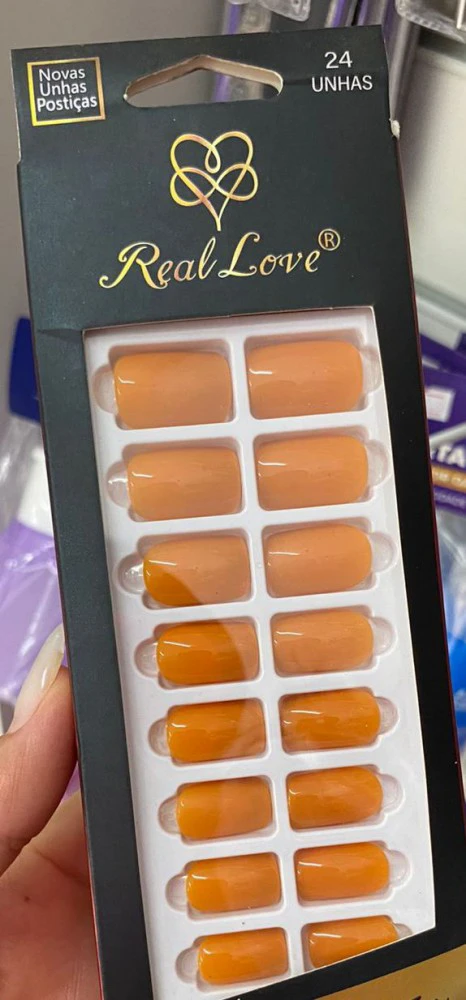 Novas
Unhas
Postiças
24
UNHAS
Real Love®